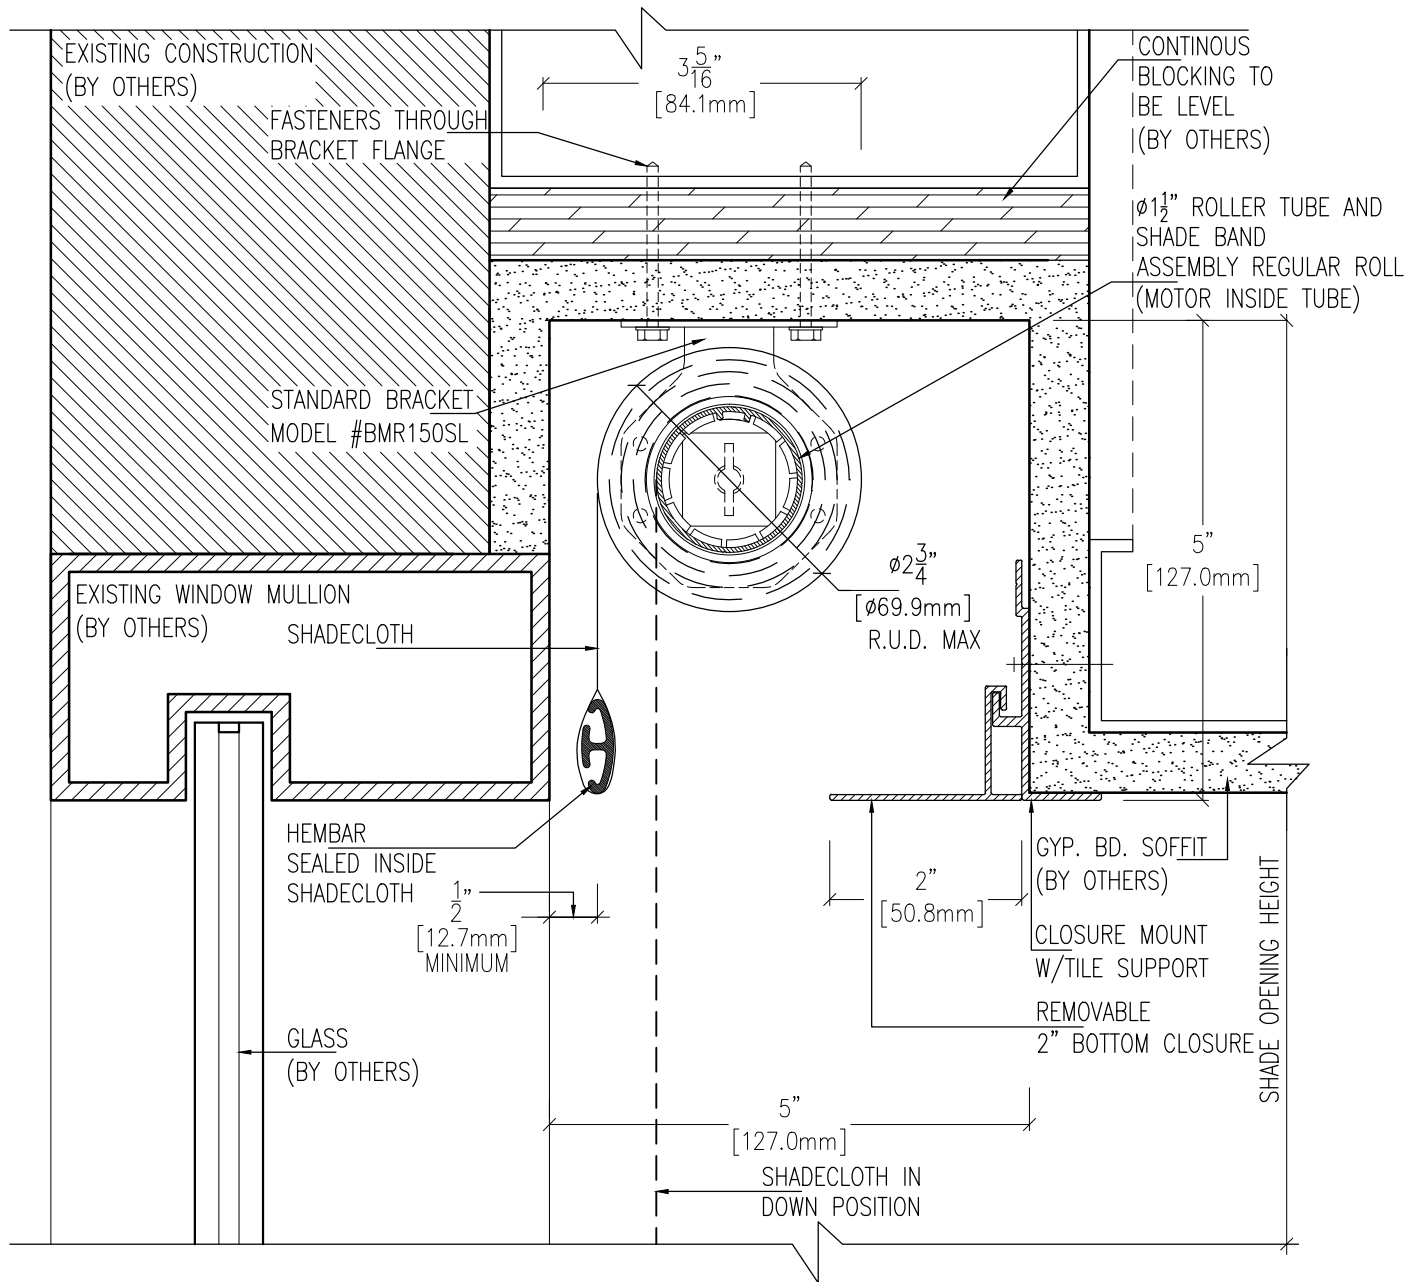 EXISTING CONSTRUCTION
(BY OTHERS)
3 5/16"
[84.1mm]
CONTINOUS
BLOCKING TO
BE LEVEL
(BY OTHERS)
FASTENERS THROUGH
BRACKET FLANGE
ø1 1/2" ROLLER TUBE AND
SHADE BAND
ASSEMBLY REGULAR ROLL
(MOTOR INSIDE TUBE)
STANDARD BRACKET
MODEL #BMR150SL
ø2 3/4"
[ø69.9mm]
R.U.D. MAX
5"
[127.0mm]
EXISTING WINDOW MULLION
(BY OTHERS)
SHADECLOTH
HEMBAR
SEALED INSIDE
SHADECLOTH
1/2"
[12.7mm]
MINIMUM
2"
[50.8mm]
GYP. BD. SOFFIT
(BY OTHERS)
CLOSURE MOUNT
W/TILE SUPPORT
REMOVABLE
2" BOTTOM CLOSURE
SHADE OPENING HEIGHT
GLASS
(BY OTHERS)
5"
[127.0mm]
SHADECLOTH IN
DOWN POSITION